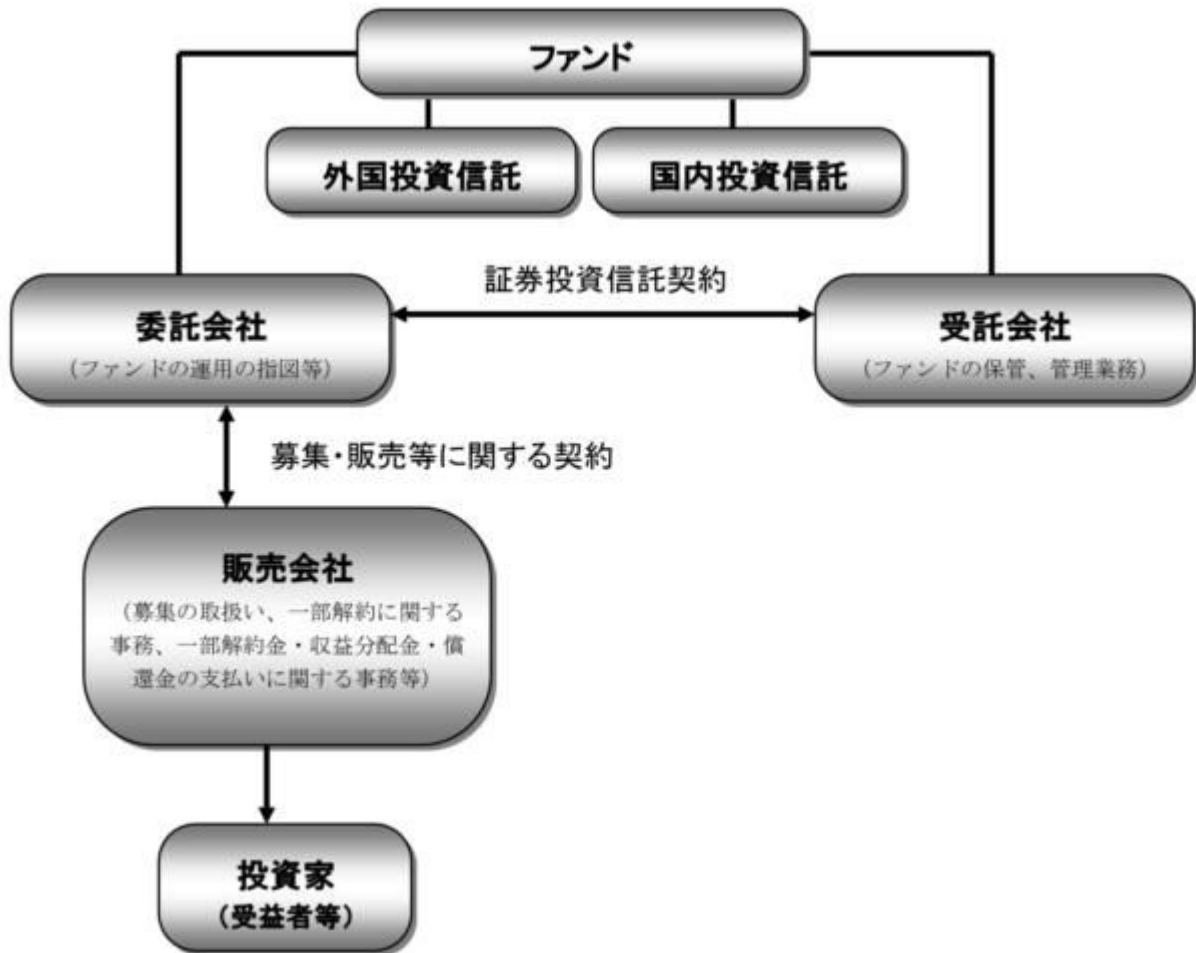 ファンド
外国投資信託
国内投資信託
証券投資信託契約
委託会社
（ファンドの運用の指図等）
受託会社
（ファンドの保管、管理業務）
募集・販売等に関する契約
販売会社
（募集の取扱い、一部解約に関する
事務、一部解約金・収益分配金・償
還金の支払いに関する事務等）
投資家
（受益者等）